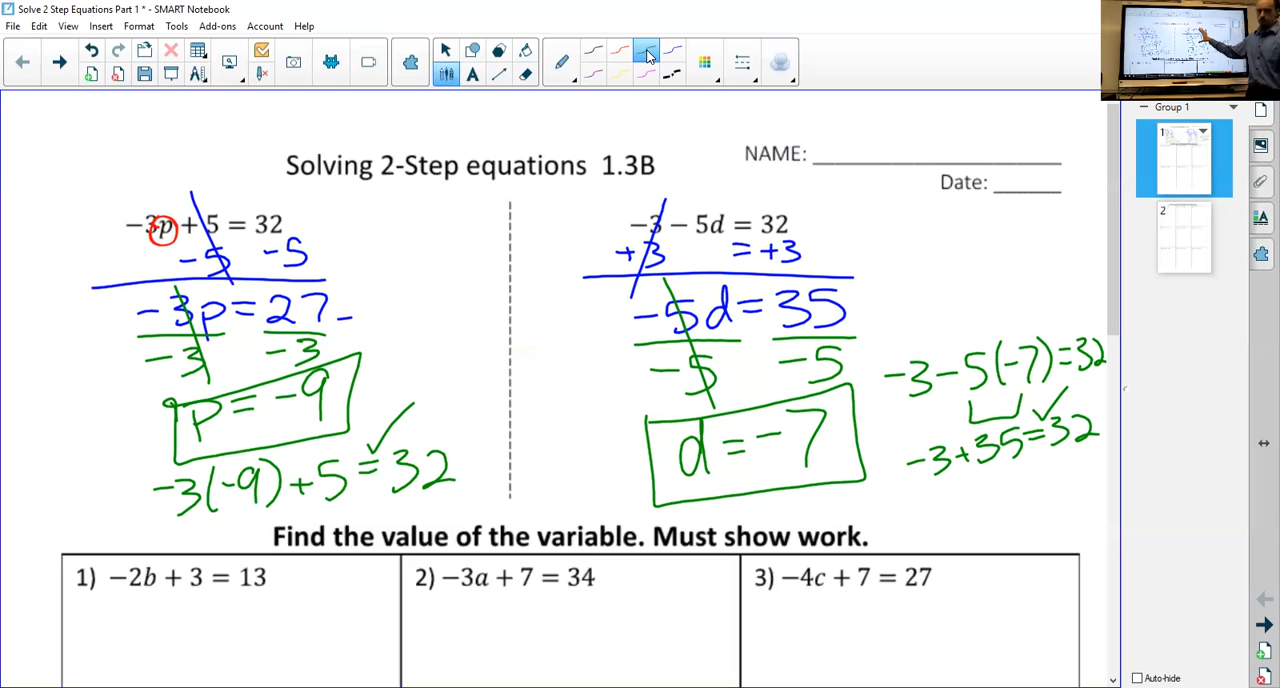 Solve 2 Step Equations Part 1 * - SMART Notebook
File Edit View Insert Format Tools Add-ons Account Help
Group 1
1
2
Auto-hide
NAME: ____________________
Solving 2-Step equations 1.3B
Date: ______
−3p + 5 = 32
-5 -5
-3p = 27
-3 -3
p = -9
-3(-9) + 5 = 32 ✓
−3 − 5d = 32
+3 = +3
-5d = 35
-5 -5
d = -7
-3 - 5(-7) = 32
-3 + 35 = 32 ✓
Find the value of the variable. Must show work.
1) −2b + 3 = 13
2) −3a + 7 = 34
3) −4c + 7 = 27